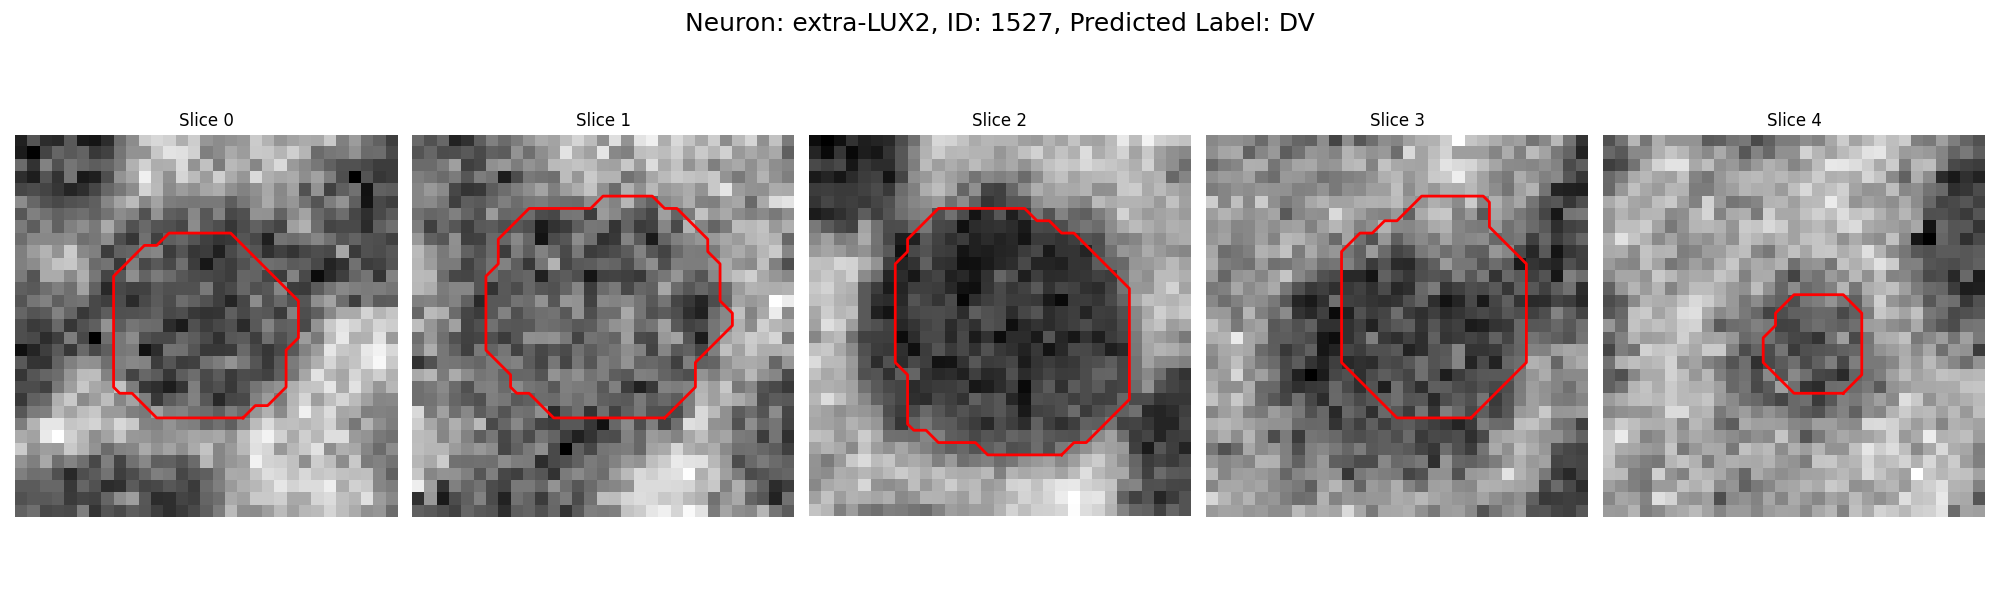 Neuron: extra-LUX2, ID: 1527, Predicted Label: DV
Slice 0
Slice 1
Slice 2
Slice 3
Slice 4